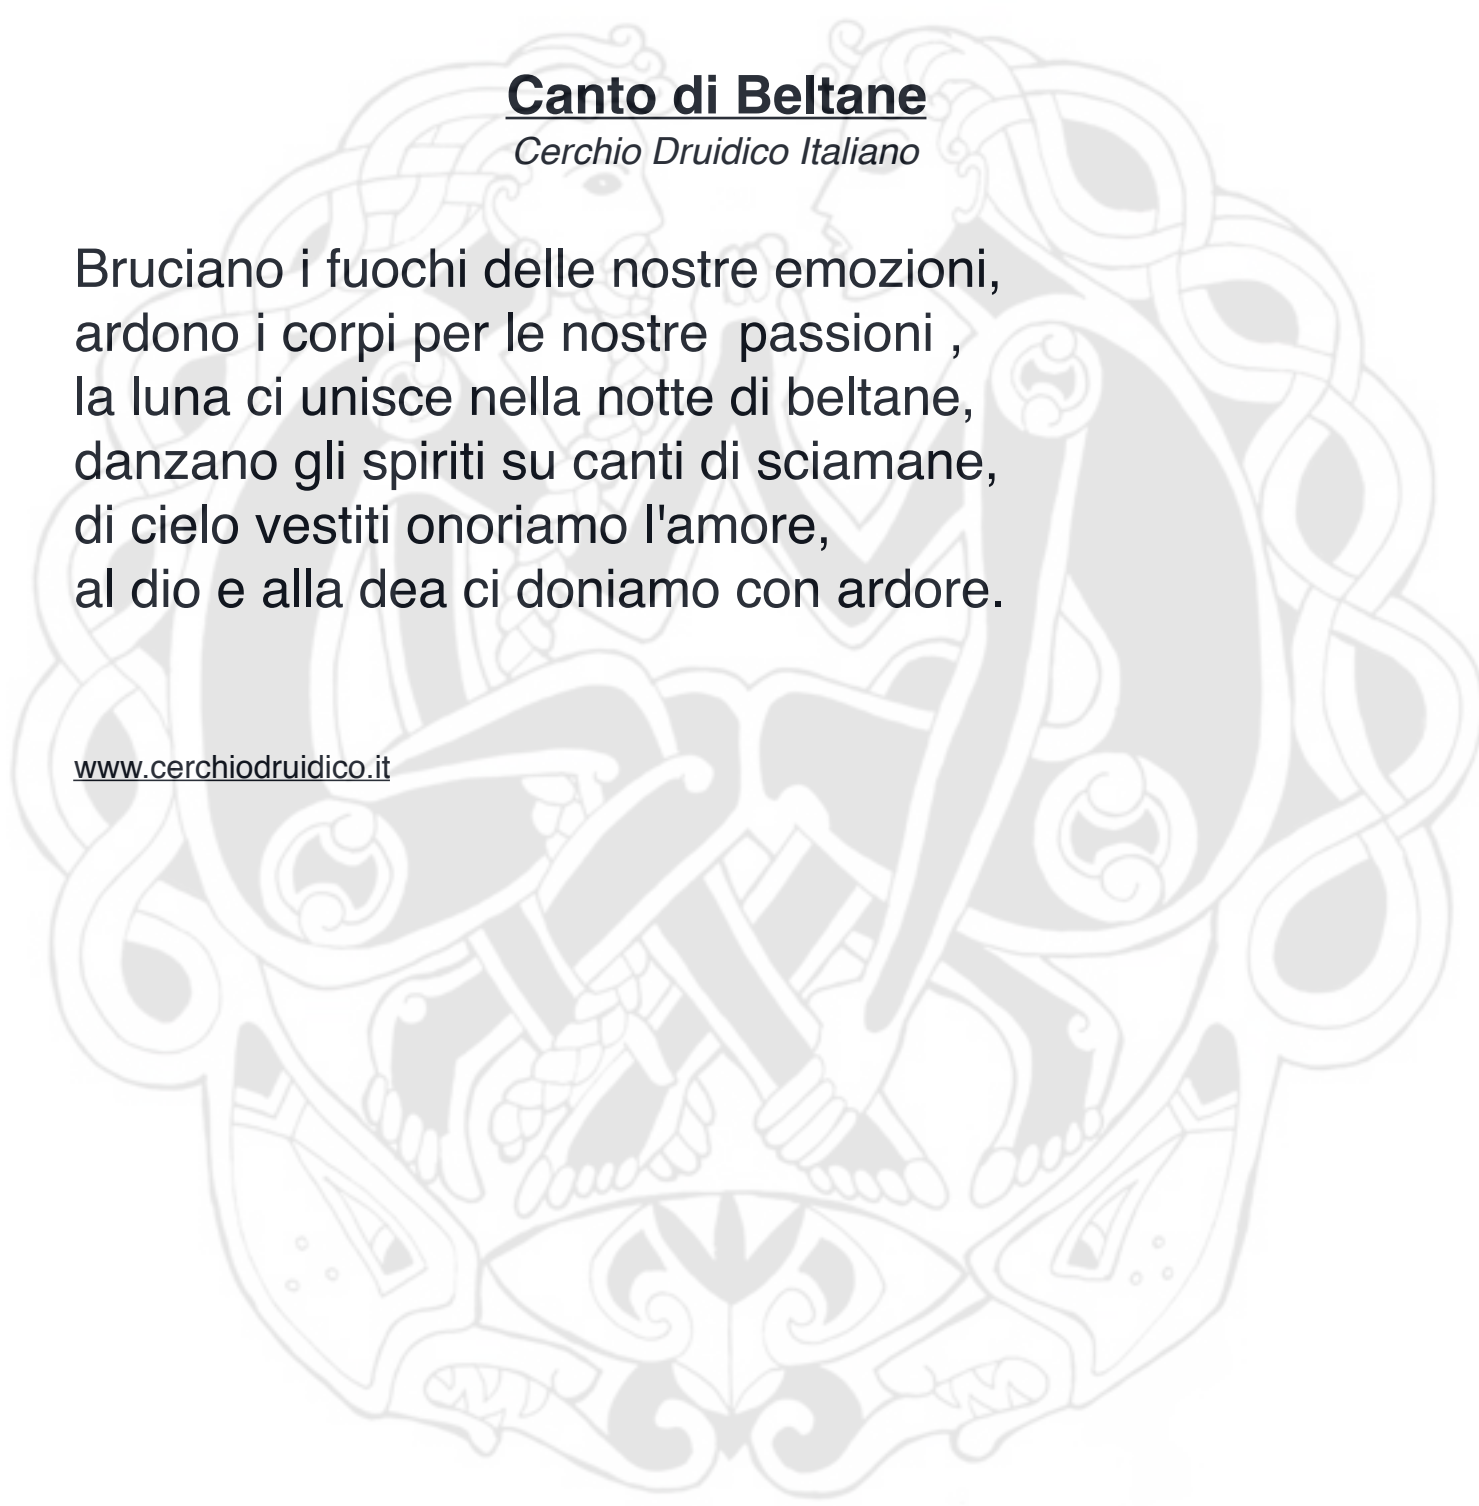 Canto di Beltane
Cerchio Druidico Italiano
Bruciano i fuochi delle nostre emozioni,
ardono i corpi per le nostre  passioni ,
la luna ci unisce nella notte di beltane,
danzano gli spiriti su canti di sciamane,
di cielo vestiti onoriamo l'amore,
al dio e alla dea ci doniamo con ardore.
www.cerchiodruidico.it